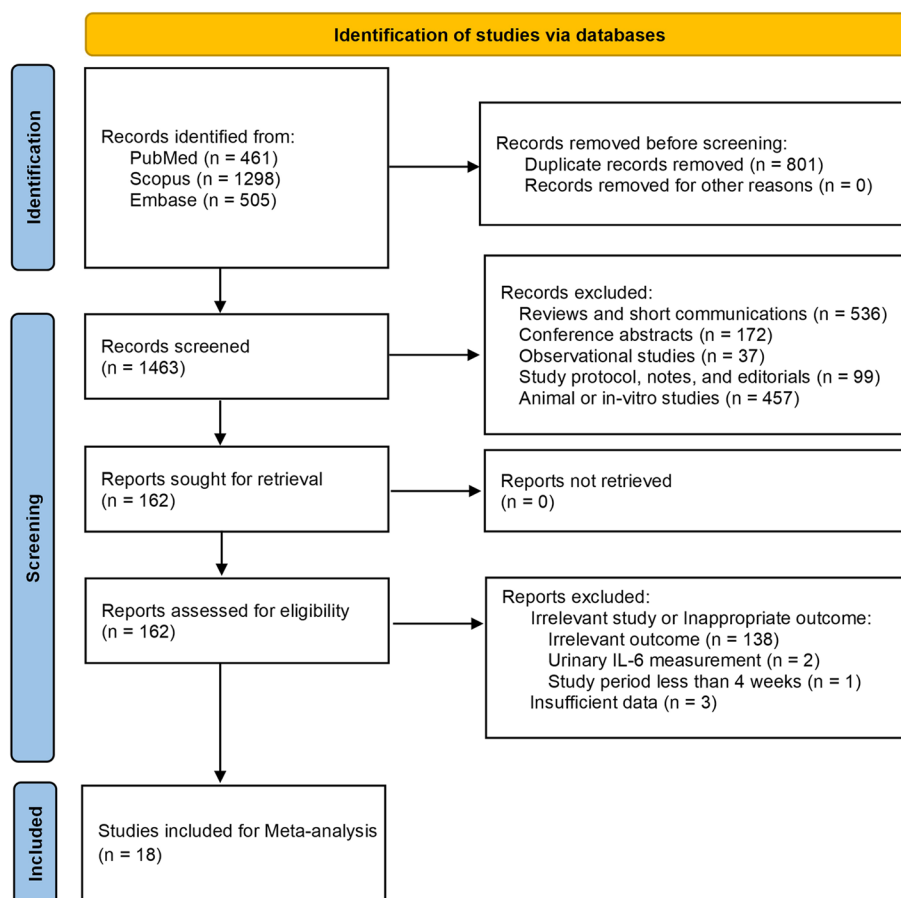 Identification of studies via databases
Identification
Records identified from:
PubMed (n = 461)
Scopus (n = 1298)
Embase (n = 505)
Records removed before screening:
Duplicate records removed (n = 801)
Records removed for other reasons (n = 0)
Screening
Records screened
(n = 1463)
Records excluded:
Reviews and short communications (n = 536)
Conference abstracts (n = 172)
Observational studies (n = 37)
Study protocol, notes, and editorials (n = 99)
Animal or in-vitro studies (n = 457)
Reports sought for retrieval
(n = 162)
Reports not retrieved
(n = 0)
Reports assessed for eligibility
(n = 162)
Reports excluded:
Irrelevant study or Inappropriate outcome:
Irrelevant outcome (n = 138)
Urinary IL-6 measurement (n = 2)
Study period less than 4 weeks (n = 1)
Insufficient data (n = 3)
Included
Studies included for Meta-analysis
(n = 18)